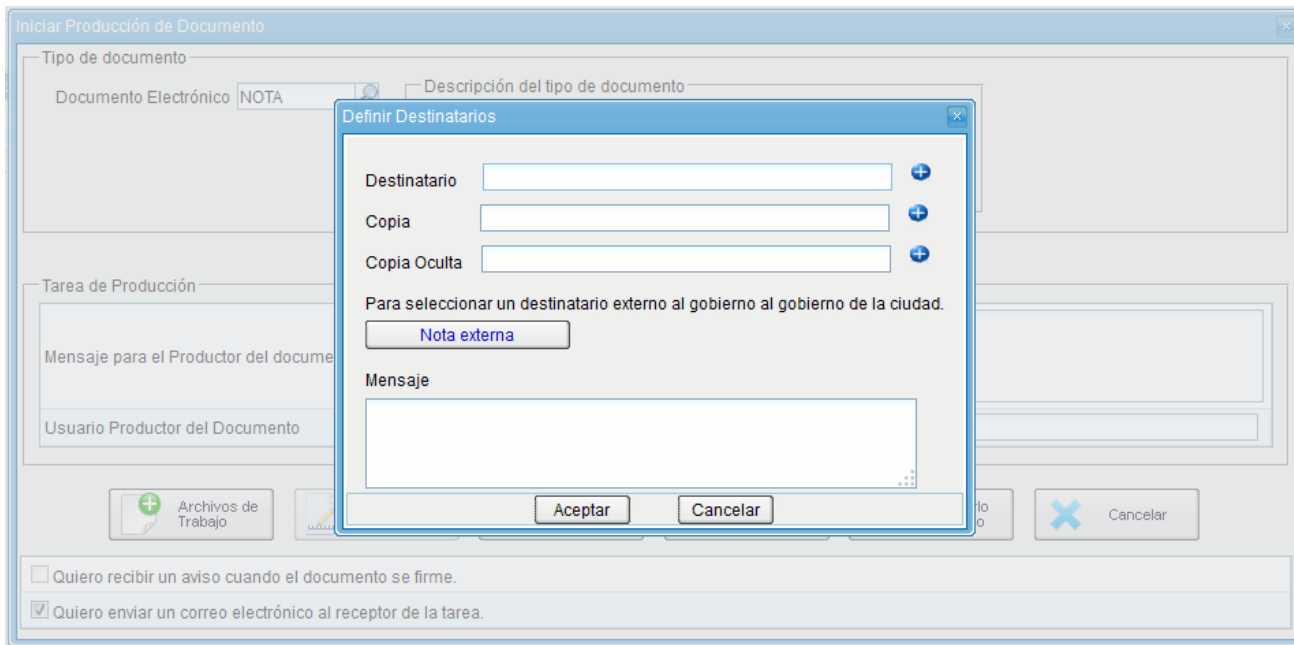 Iniciar Producción de Documento
Tipo de documento
Documento Electrónico NOTA
Descripción del tipo de documento
Definir Destinatarios
Destinatario
Copia
Copia Oculta
Para seleccionar un destinatario externo al gobierno al gobierno de la ciudad.
Nota externa
Mensaje
Aceptar Cancelar
Tarea de Producción
Mensaje para el Productor del docume
Usuario Productor del Documento
Archivos de
Trabajo
Cancelar
Quiero recibir un aviso cuando el documento se firme.
Quiero enviar un correo electrónico al receptor de la tarea.